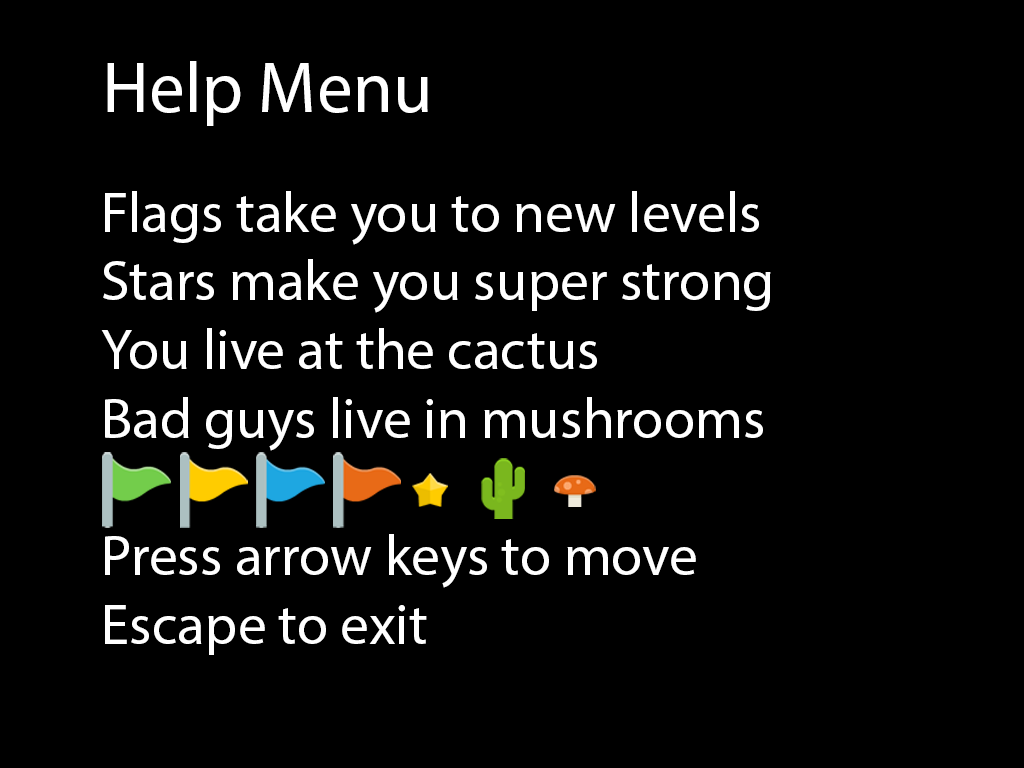 Help Menu
Flags take you to new levels
Stars make you super strong
You live at the cactus
Bad guys live in mushrooms
Press arrow keys to move
Escape to exit